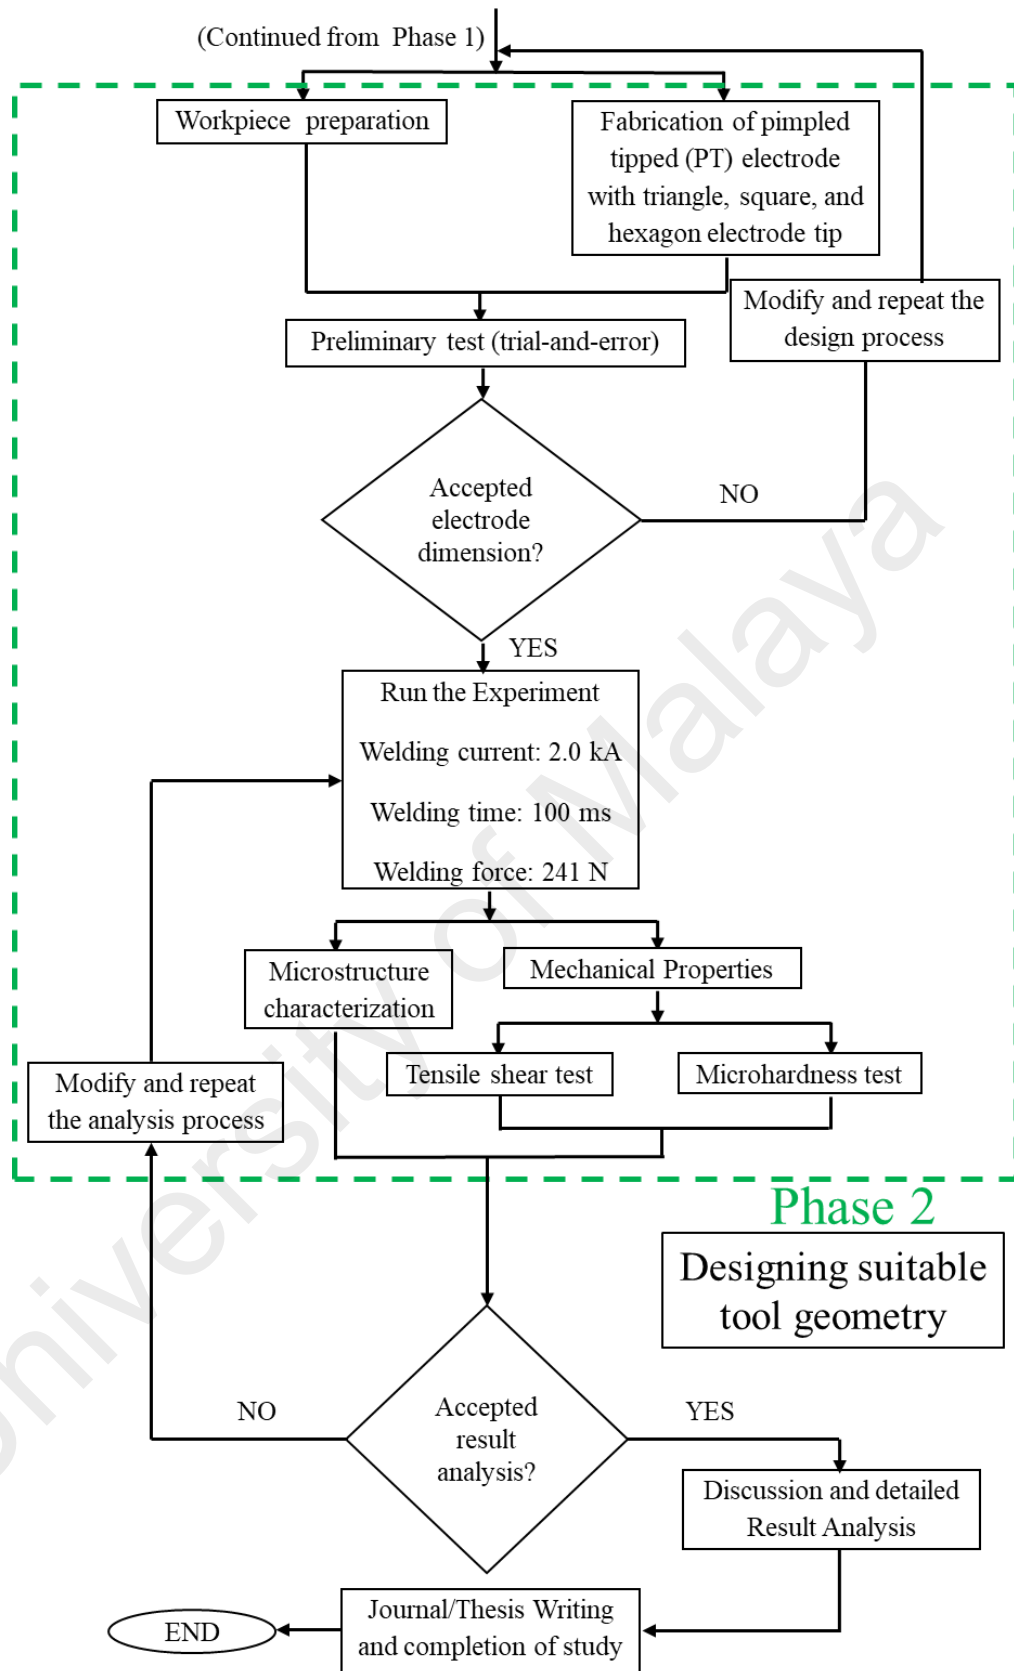 (Continued from Phase 1)
Workpiece preparation
Fabrication of pimpled
tipped (PT) electrode
with triangle, square, and
hexagon electrode tip
Modify and repeat the
design process
Preliminary test (trial-and-error)
Accepted
electrode
dimension?
NO
YES
Run the Experiment
Welding current: 2.0 kA
Welding time: 100 ms
Welding force: 241 N
Microstructure
characterization
Mechanical Properties
Tensile shear test
Microhardness test
Modify and repeat
the analysis process
Phase 2
Designing suitable
tool geometry
Accepted
result
analysis?
NO
YES
Discussion and detailed
Result Analysis
Journal/Thesis Writing
and completion of study
END
University of Malaya